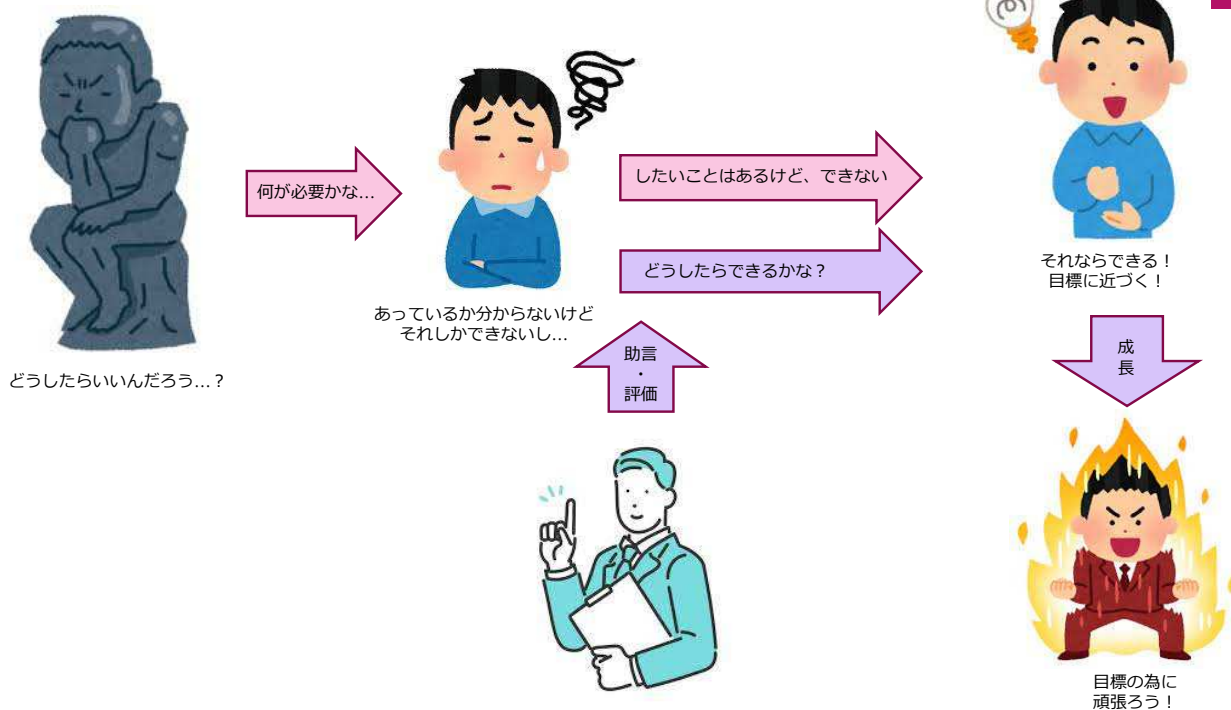 どうしたらいいんだろう…？
何が必要かな…
あっているか分からないけど
それしかできないし…
したいことはあるけど、できない
どうしたらできるかな？
助言
・
評価
それならできる！
目標に近づく！
成
長
目標の為に
頑張ろう！